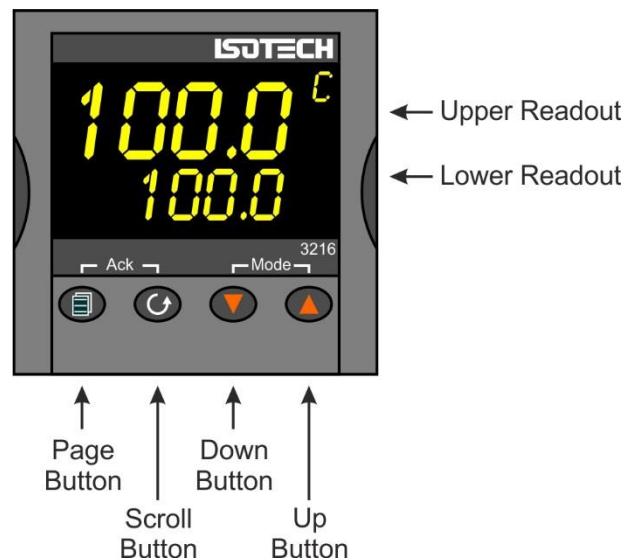 ISOTECH
100.0 C
Upper Readout
100.0
Lower Readout
3216
Ack
Mode
Page
Button
Scroll
Button
Down
Button
Up
Button